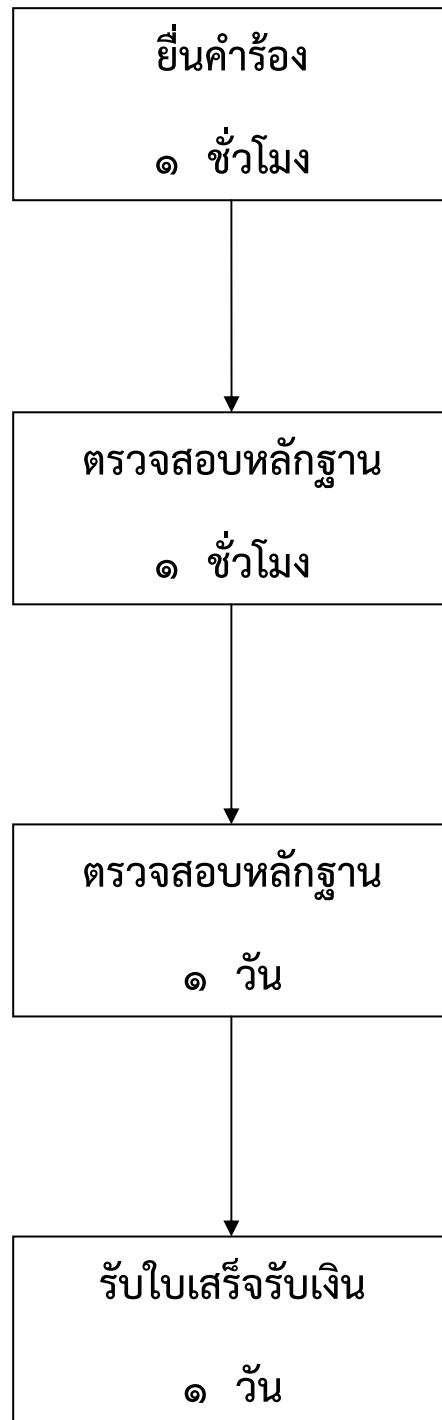 ยื่นคำร้อง
๑ ชั่วโมง
ตรวจสอบหลักฐาน
๑ ชั่วโมง
ตรวจสอบหลักฐาน
๑ วัน
รับใบเสร็จรับเงิน
๑ วัน